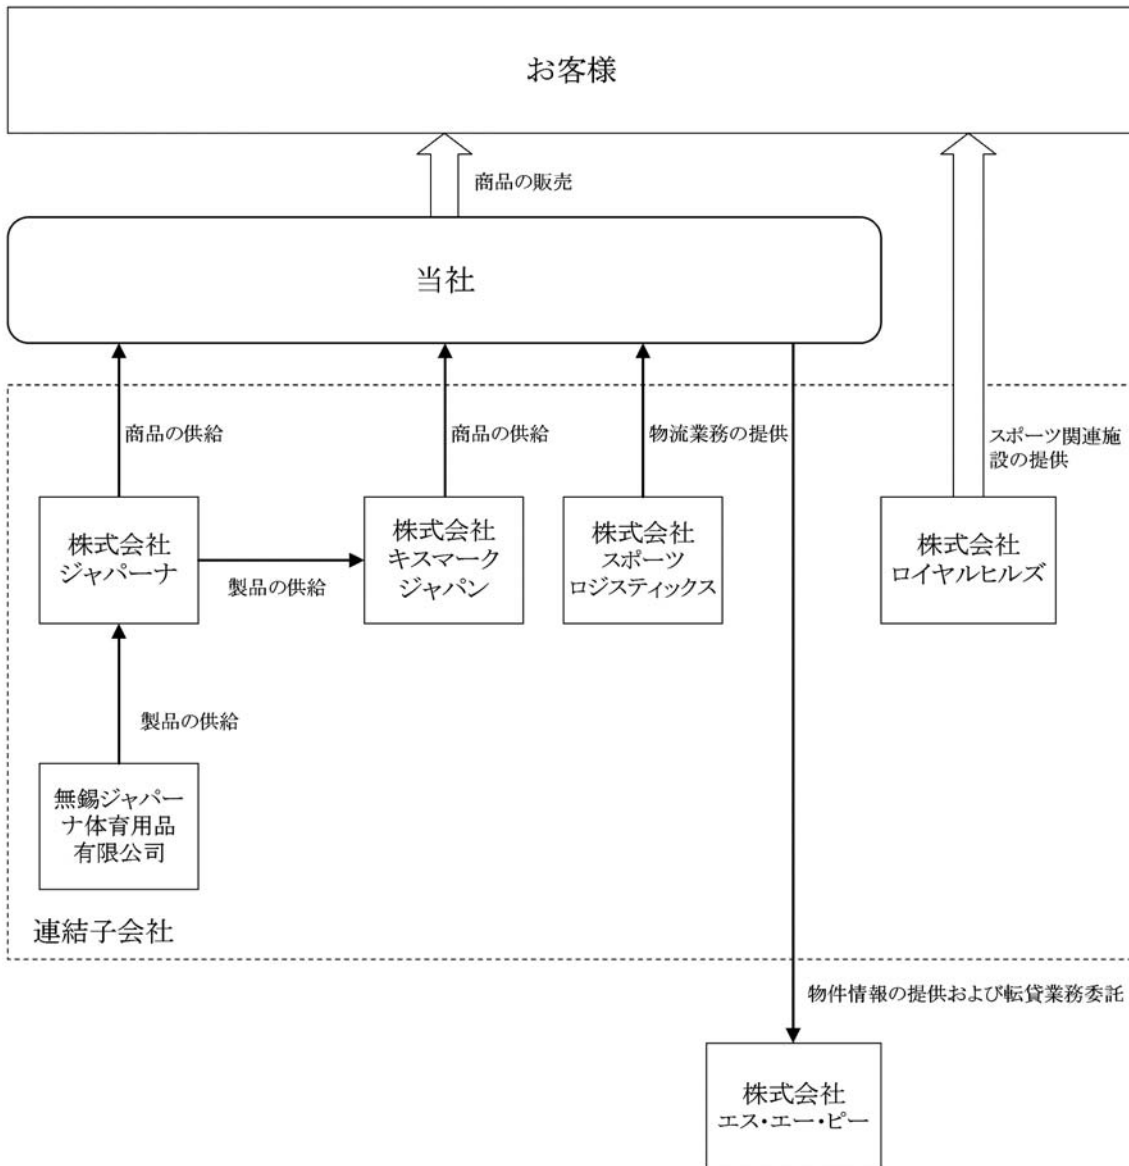 お客様
商品の販売
当社
商品の供給
商品の供給
物流業務の提供
スポーツ関連施
設の提供
株式会社
ジャパーナ
製品の供給
株式会社
キスマーク
ジャパン
株式会社
スポーツ
ロジスティックス
株式会社
ロイヤルヒルズ
製品の供給
無錫ジャパー
ナ体育用品
有限公司
連結子会社
物件情報の提供および転貸業務委託
株式会社
エス・エー・ピー